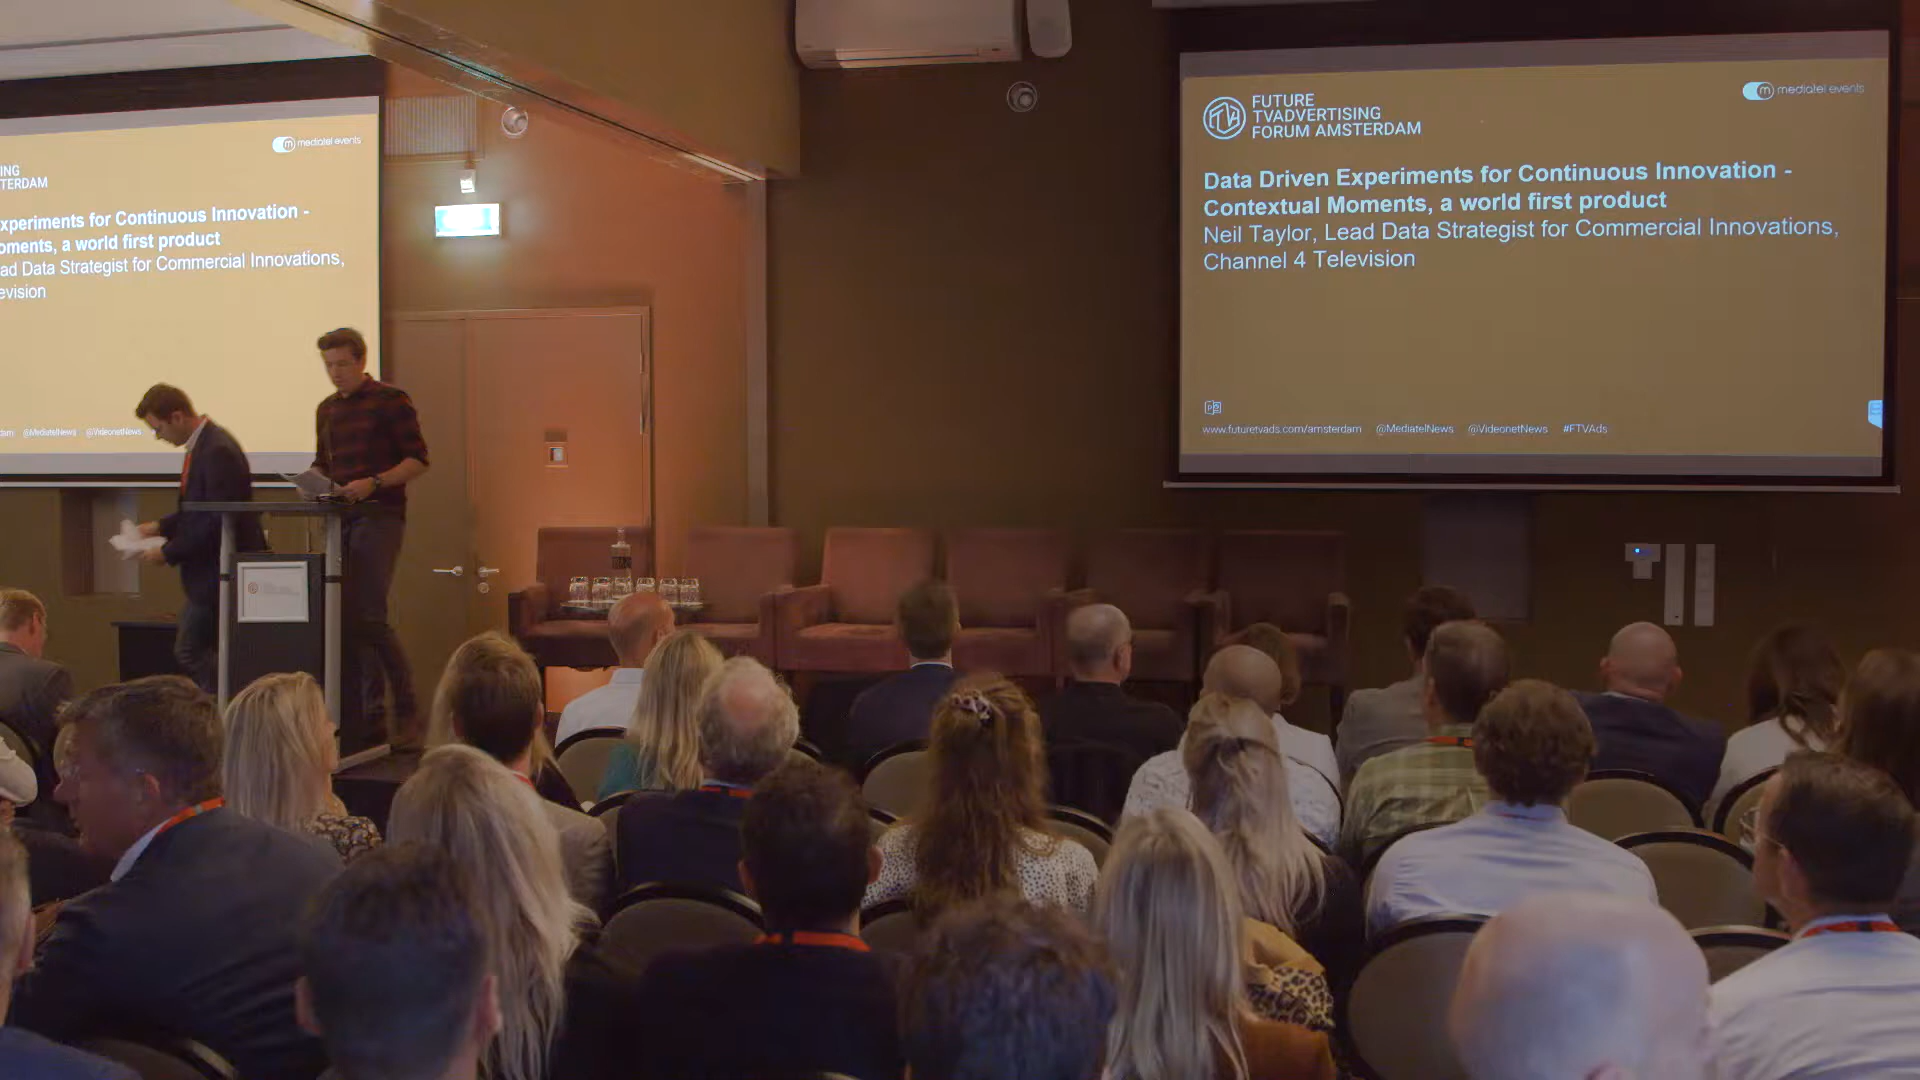 ING
TERDAM
mediatel events
xperiments for Continuous Innovation -
oments, a world first product
ad Data Strategist for Commercial Innovations,
evision
dam @MediatelNews @VideonetNews
FTVA
FUTURE
TVADVERTISING
FORUM AMSTERDAM
mediatel events
Data Driven Experiments for Continuous Innovation -
Contextual Moments, a world first product
Neil Taylor, Lead Data Strategist for Commercial Innovations,
Channel 4 Television
www.futuretvads.com/amsterdam @MediatelNews @VideonetNews #FTVAds